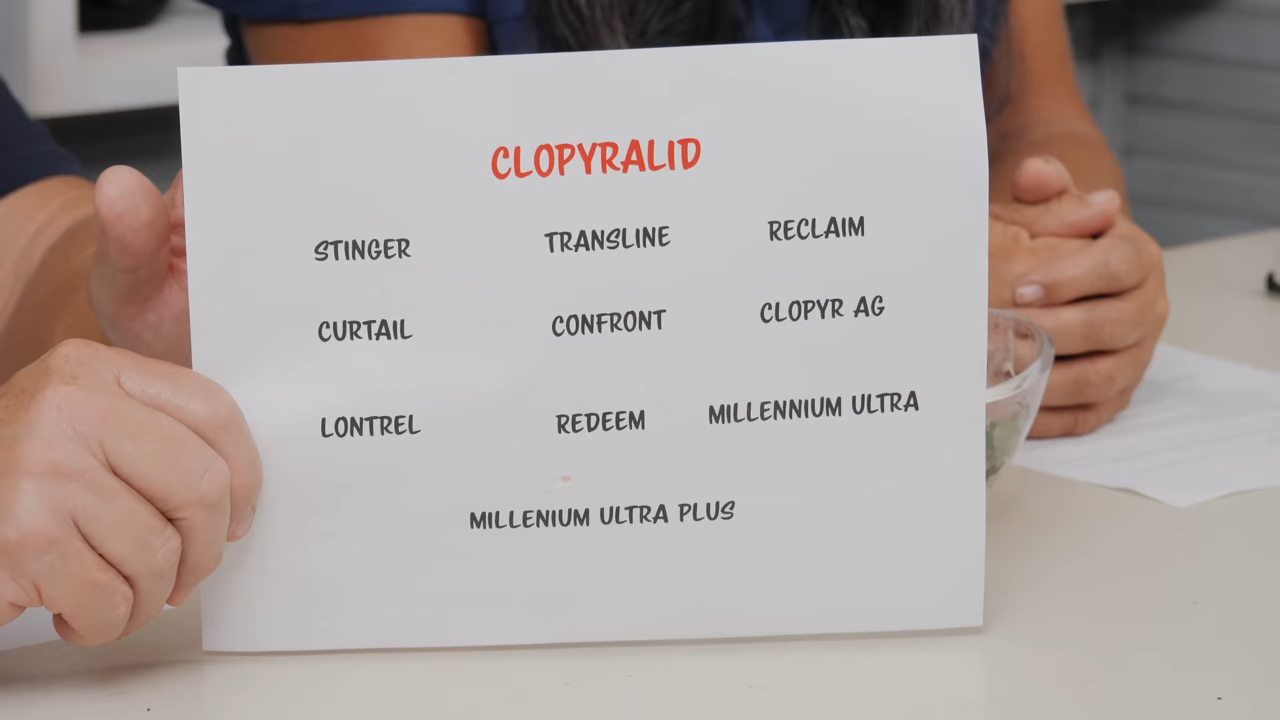 CLOPYRALID
STINGER TRANSLINE RECLAIM
CURTAIL CONFRONT CLOPYR AG
LONTREL REDEEM MILLENNIUM ULTRA
MILLENIUM ULTRA PLUS